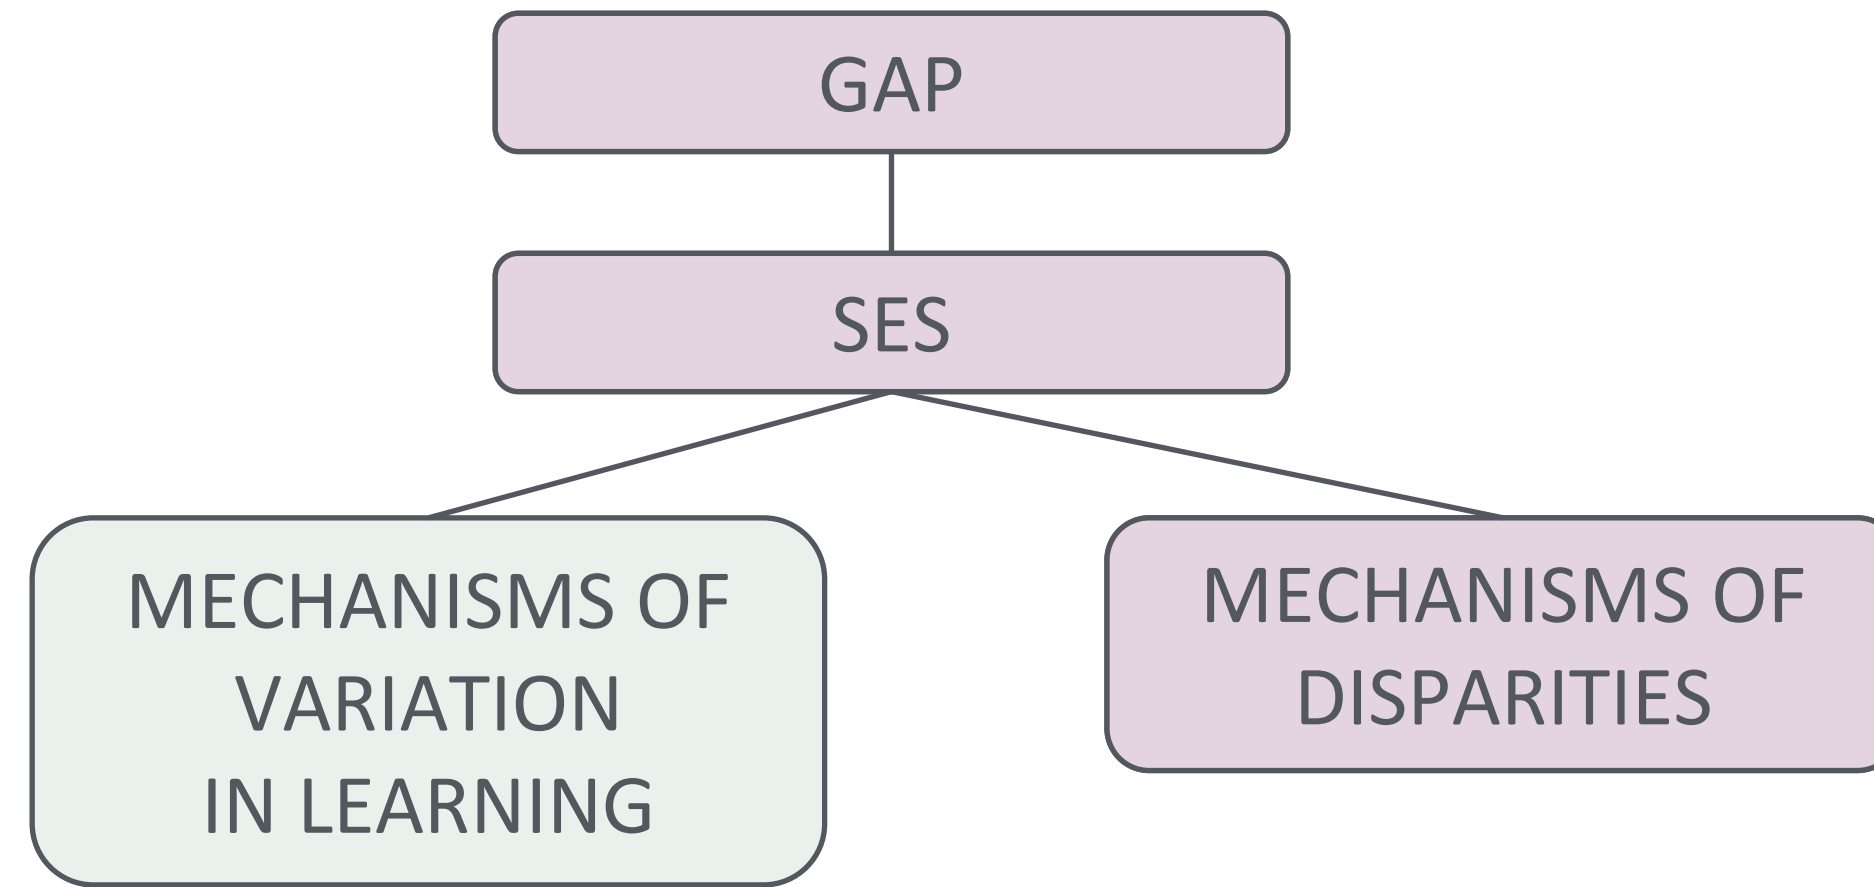 GAP
SES
MECHANISMS OF
VARIATION
IN LEARNING
MECHANISMS OF
DISPARITIES